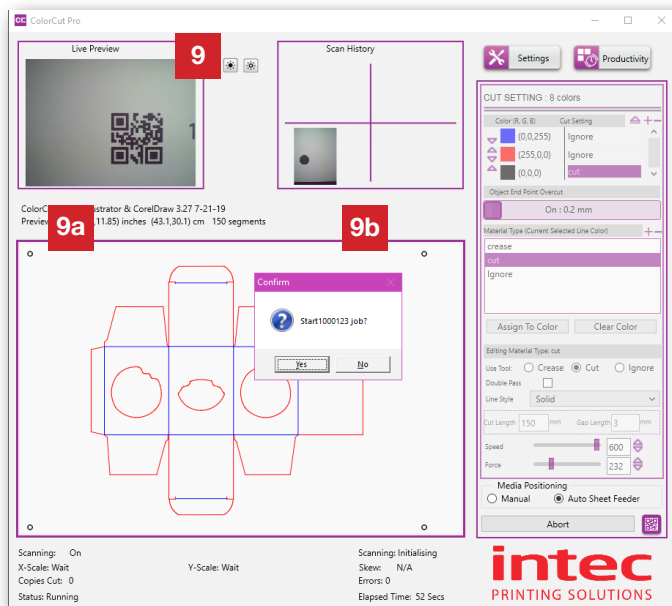 CC ColorCut Pro
Live Preview
9
Scan History
Settings
Productivity
CUT SETTING : 8 colors
Color (R, G, B) Cut Setting
(0,0,255) Ignore
(255,0,0) Ignore
(0,0,0) cut
Object End Point Overcut
On : 0.2 mm
Material Type (Current Selected Line Color)
crease
cut
Ignore
Assign To Color
Clear Color
Editing Material Type: cut
Use Tool: Crease Cut Ignore
Double Pass
Line Style Solid
Cut Length 150 mm Gap Length 3 mm
Speed 600
Force 232
Media Positioning
Manual Auto Sheet Feeder
Abort
ustrator & CorelDraw 3.27 7-21-19
Preview 11.85) inches (43.1,30.1) cm 150 segments
9a
9b
Confirm
Start1000123 job?
Yes
No
Scanning: On
X-Scale: Wait
Y-Scale: Wait
Copies Cut: 0
Status: Running
Scanning: Initialising
Skew: N/A
Errors: 0
Elapsed Time: 52 Secs
intec
PRINTING SOLUTIONS